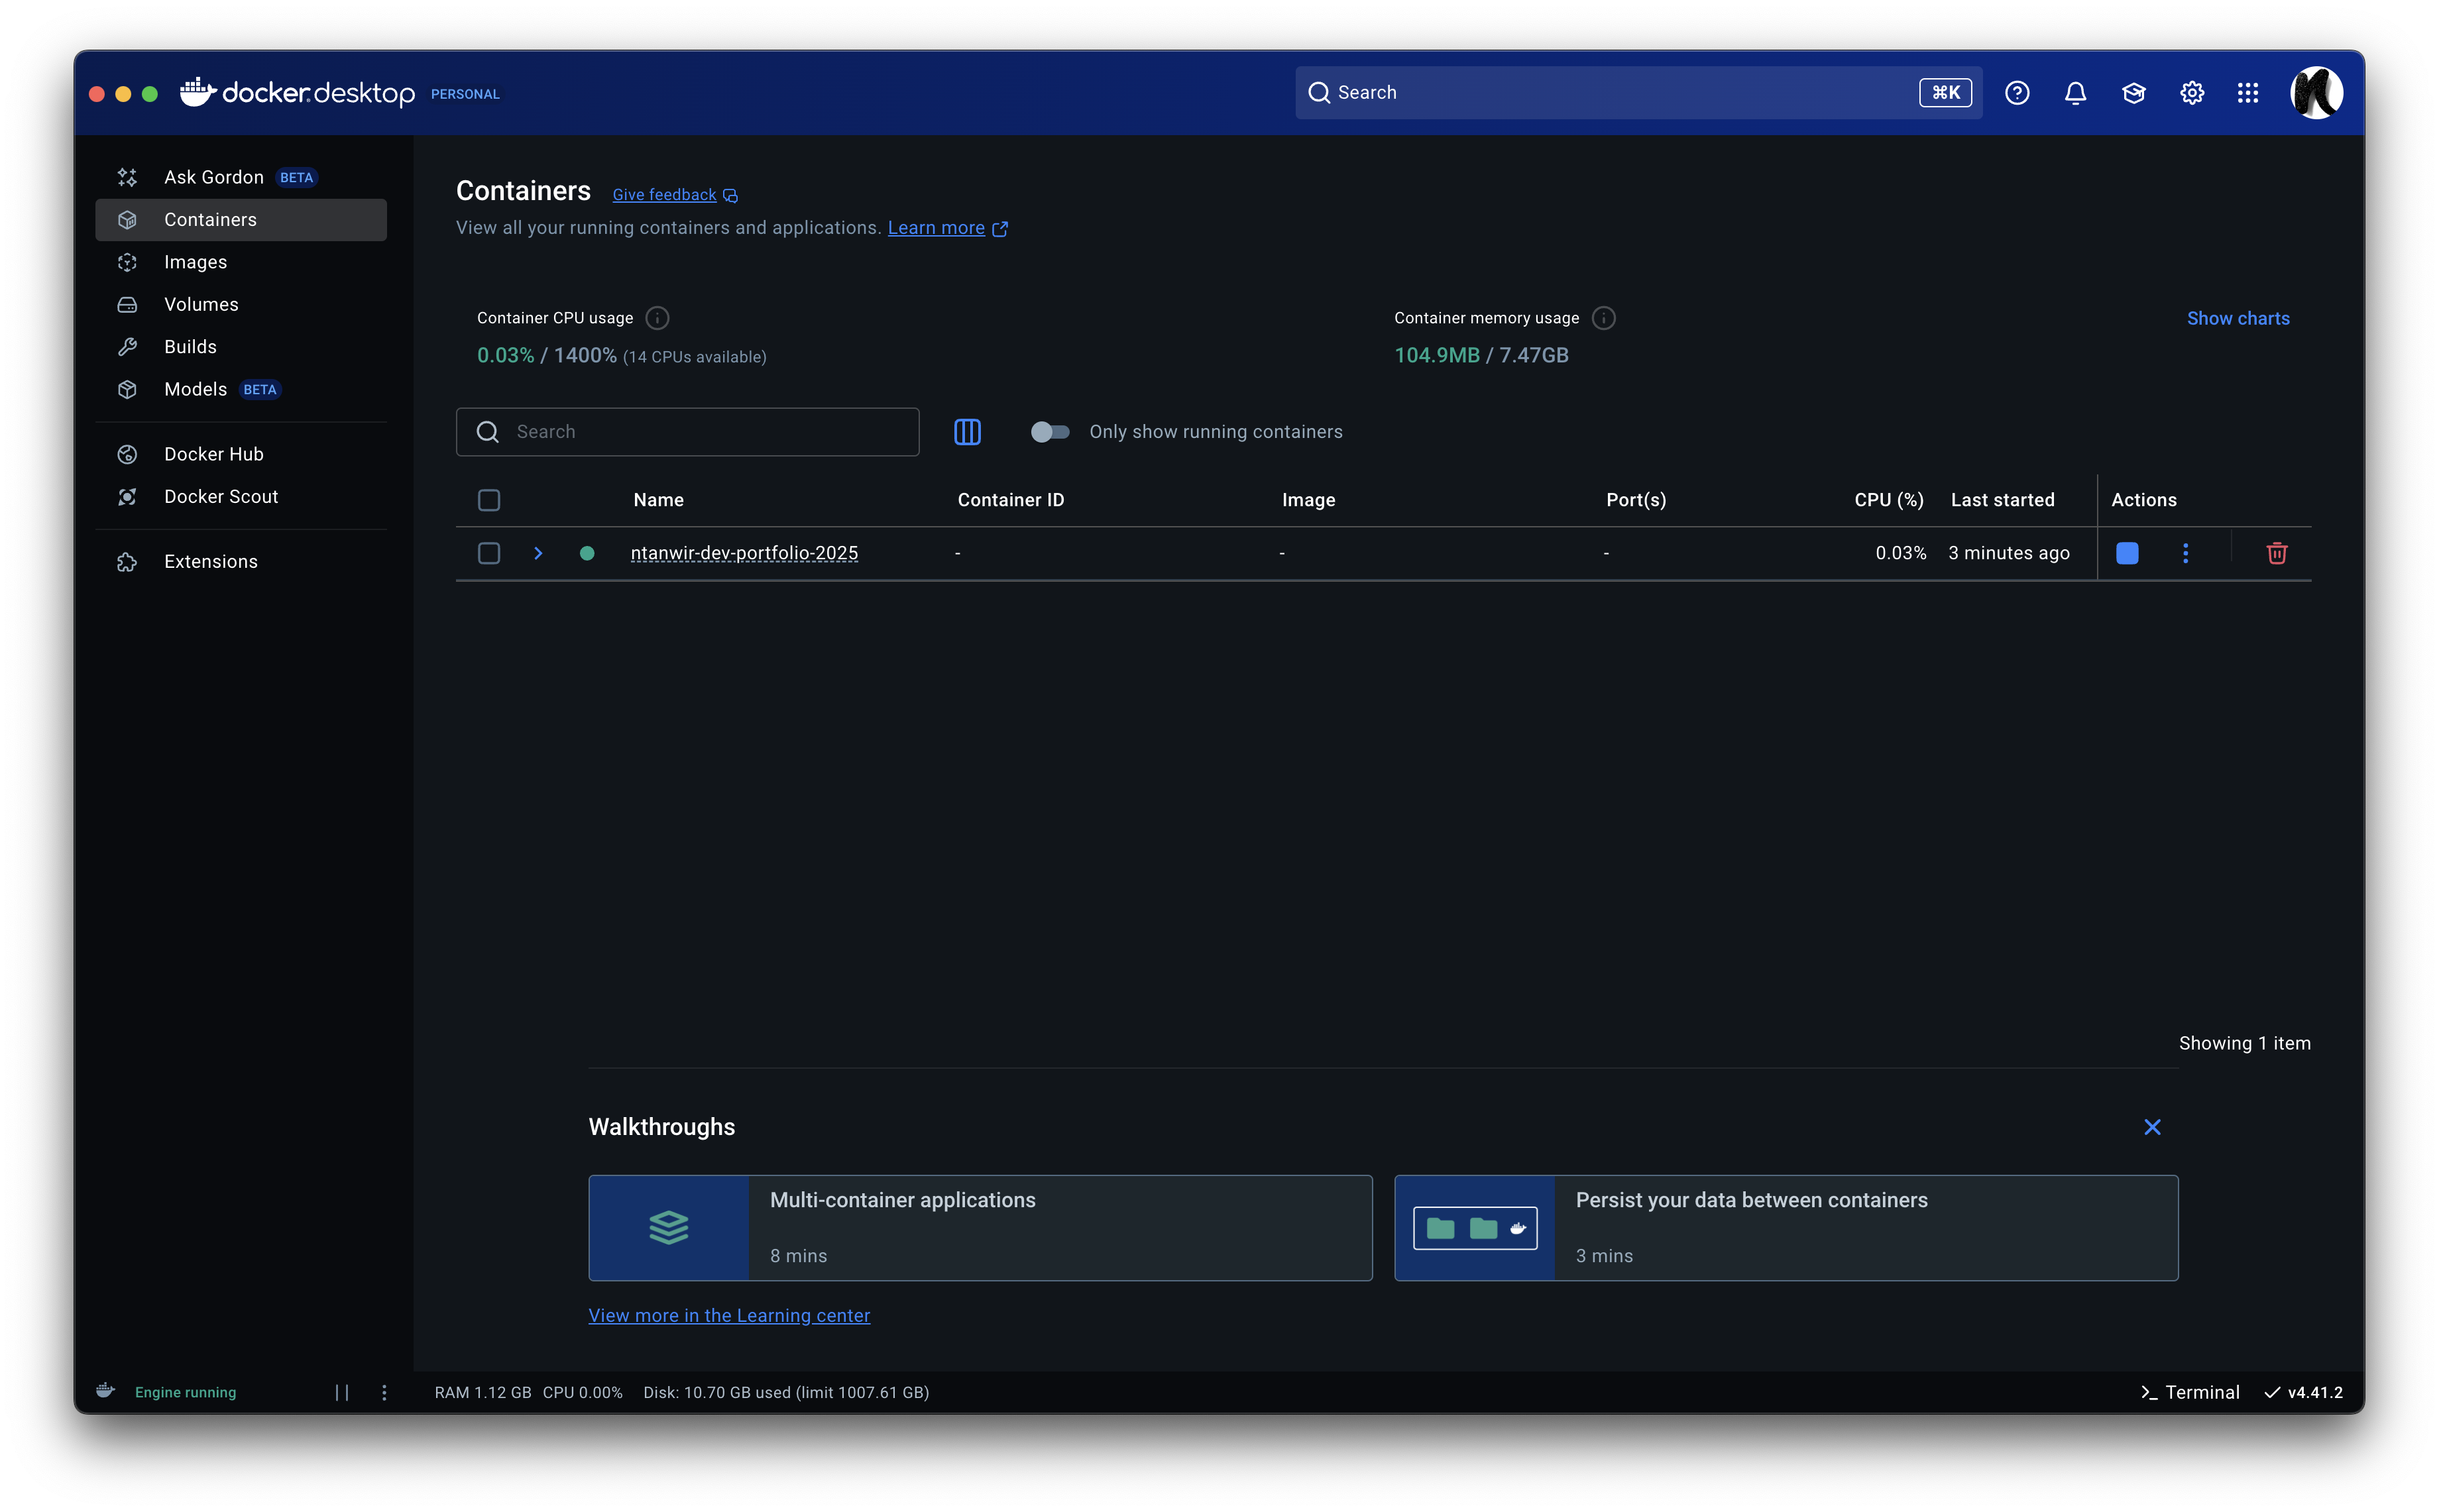 docker.desktop PERSONAL
Search
⌘K
Ask Gordon BETA
Containers
Images
Volumes
Builds
Models BETA
Docker Hub
Docker Scout
Extensions
Containers Give feedback
View all your running containers and applications. Learn more
Container CPU usage
0.03% / 1400% (14 CPUs available)
Container memory usage
104.9MB / 7.47GB
Show charts
Search
Only show running containers
Name Container ID Image Port(s) CPU (%) Last started Actions
ntanwir-dev-portfolio-2025 - - - 0.03% 3 minutes ago
Showing 1 item
Walkthroughs
Multi-container applications
8 mins
Persist your data between containers
3 mins
View more in the Learning center
Engine running
RAM 1.12 GB CPU 0.00% Disk: 10.70 GB used (limit 1007.61 GB)
Terminal
v4.41.2